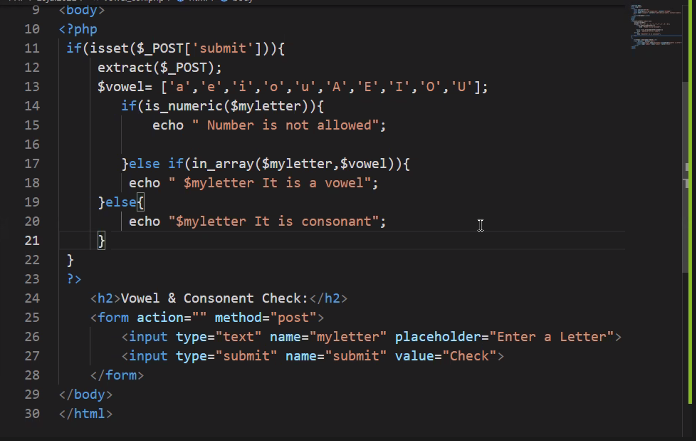 9 <body>
10 <?php
11 if(isset($_POST['submit'])){
12 extract($_POST);
13 $vowel= ['a','e','i','o','u','A','E','I','O','U'];
14 if(is_numeric($myletter)){
15 echo " Number is not allowed";
16
17 }else if(in_array($myletter,$vowel)){
18 echo " $myletter It is a vowel";
19 }else{
20 echo "$myletter It is consonant";
21 }
22 }
23 ?>
24 <h2>Vowel & Consonent Check:</h2>
25 <form action="" method="post">
26 <input type="text" name="myletter" placeholder="Enter a Letter">
27 <input type="submit" name="submit" value="Check">
28 </form>
29 </body>
30 </html>